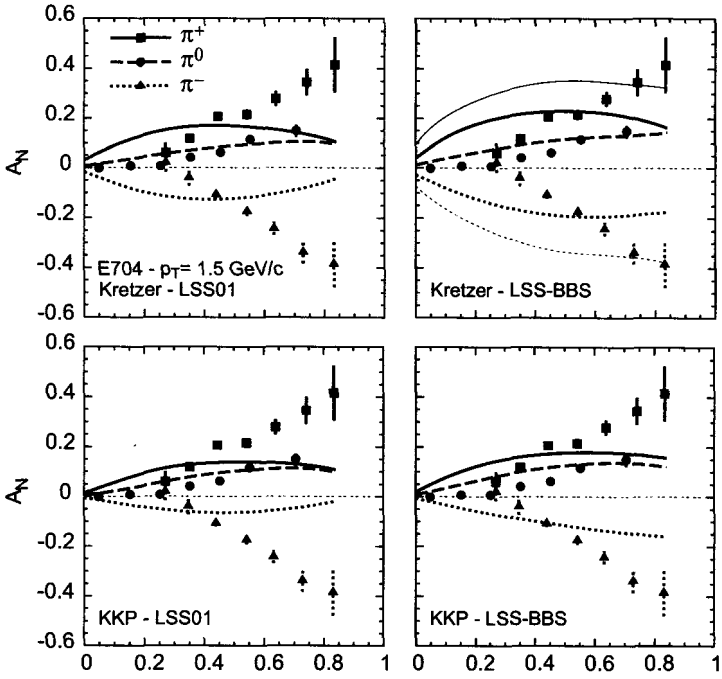 π+
π0
π−
0.6
0.4
0.2
0
-0.2
-0.4
-0.6
A_N
E704 - p_T= 1.5 GeV/c
Kretzer - LSS01
Kretzer - LSS-BBS
0.6
0.4
0.2
0
-0.2
-0.4
-0.6
A_N
KKP - LSS01
KKP - LSS-BBS
0 0.2 0.4 0.6 0.8 0 0.2 0.4 0.6 0.8 1